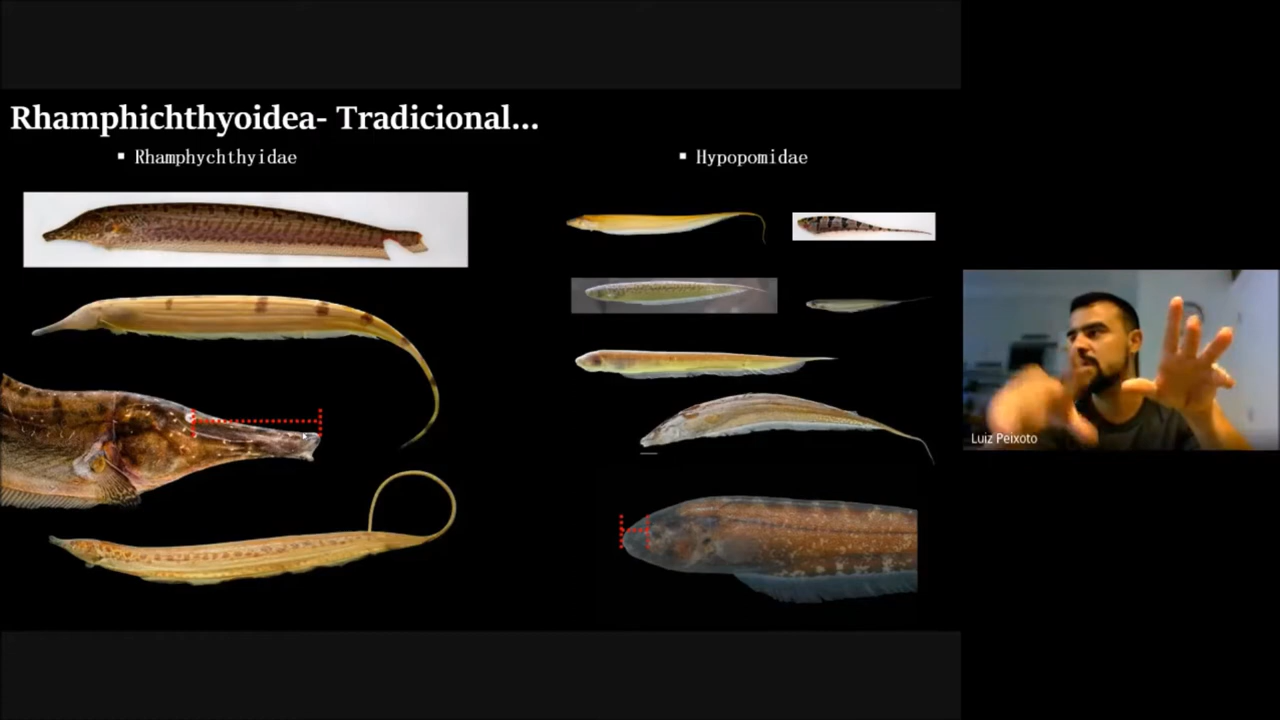 Rhamphichthyoidea- Tradicional...
▪ Rhamphychthyidae
▪ Hypopomidae
Luiz Peixoto